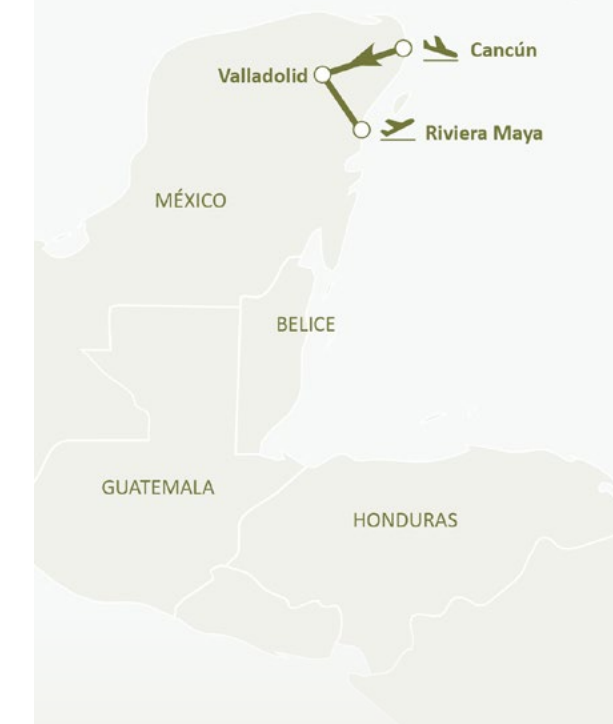 Cancún
Valladolid
Riviera Maya
MÉXICO
BELICE
GUATEMALA
HONDURAS